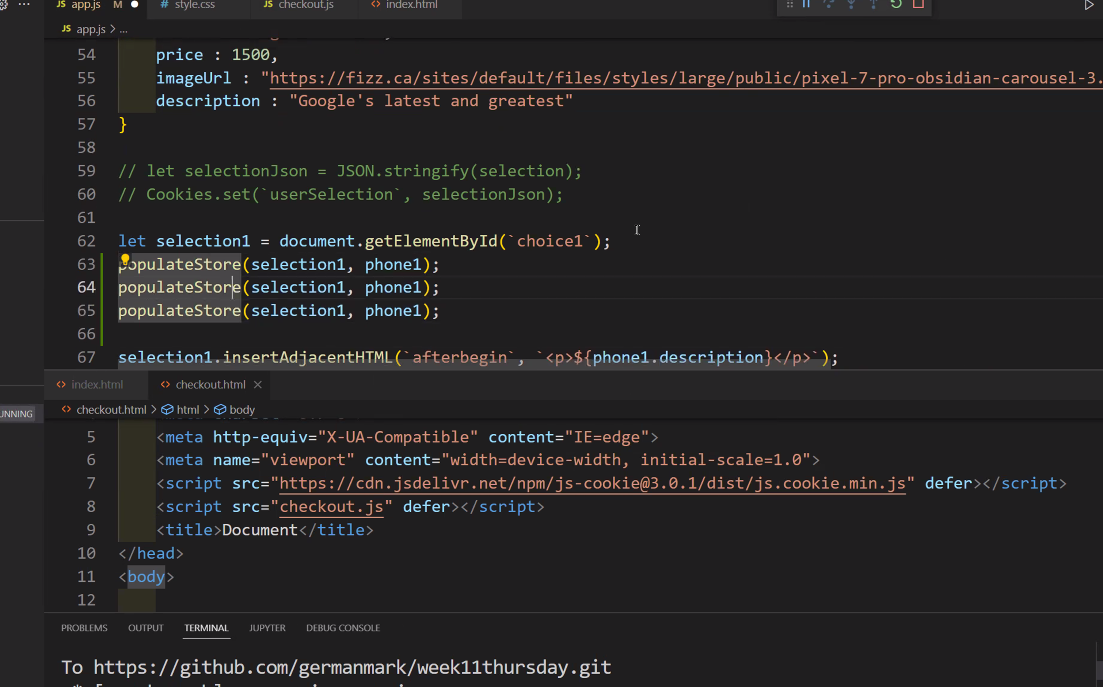 JS app.js M
# style.css
JS checkout.js
<> index.html
JS app.js > ...
54 price : 1500,
55 imageUrl : "https://fizz.ca/sites/default/files/styles/large/public/pixel-7-pro-obsidian-carousel-3.
56 description : "Google's latest and greatest"
57 }
58
59 // let selectionJson = JSON.stringify(selection);
60 // Cookies.set(`userSelection`, selectionJson);
61
62 let selection1 = document.getElementById(`choice1`);
63 populateStore(selection1, phone1);
64 populateStore(selection1, phone1);
65 populateStore(selection1, phone1);
66
67 selection1.insertAdjacentHTML(`afterbegin`, `<p>${phone1.description}</p>`);
<> index.html
<> checkout.html ×
UNNING
<> checkout.html > html > body
5 <meta http-equiv="X-UA-Compatible" content="IE=edge">
6 <meta name="viewport" content="width=device-width, initial-scale=1.0">
7 <script src="https://cdn.jsdelivr.net/npm/js-cookie@3.0.1/dist/js.cookie.min.js" defer></script>
8 <script src="checkout.js" defer></script>
9 <title>Document</title>
10 </head>
11 <body>
12
PROBLEMS OUTPUT TERMINAL JUPYTER DEBUG CONSOLE
To https://github.com/germanmark/week11thursday.git